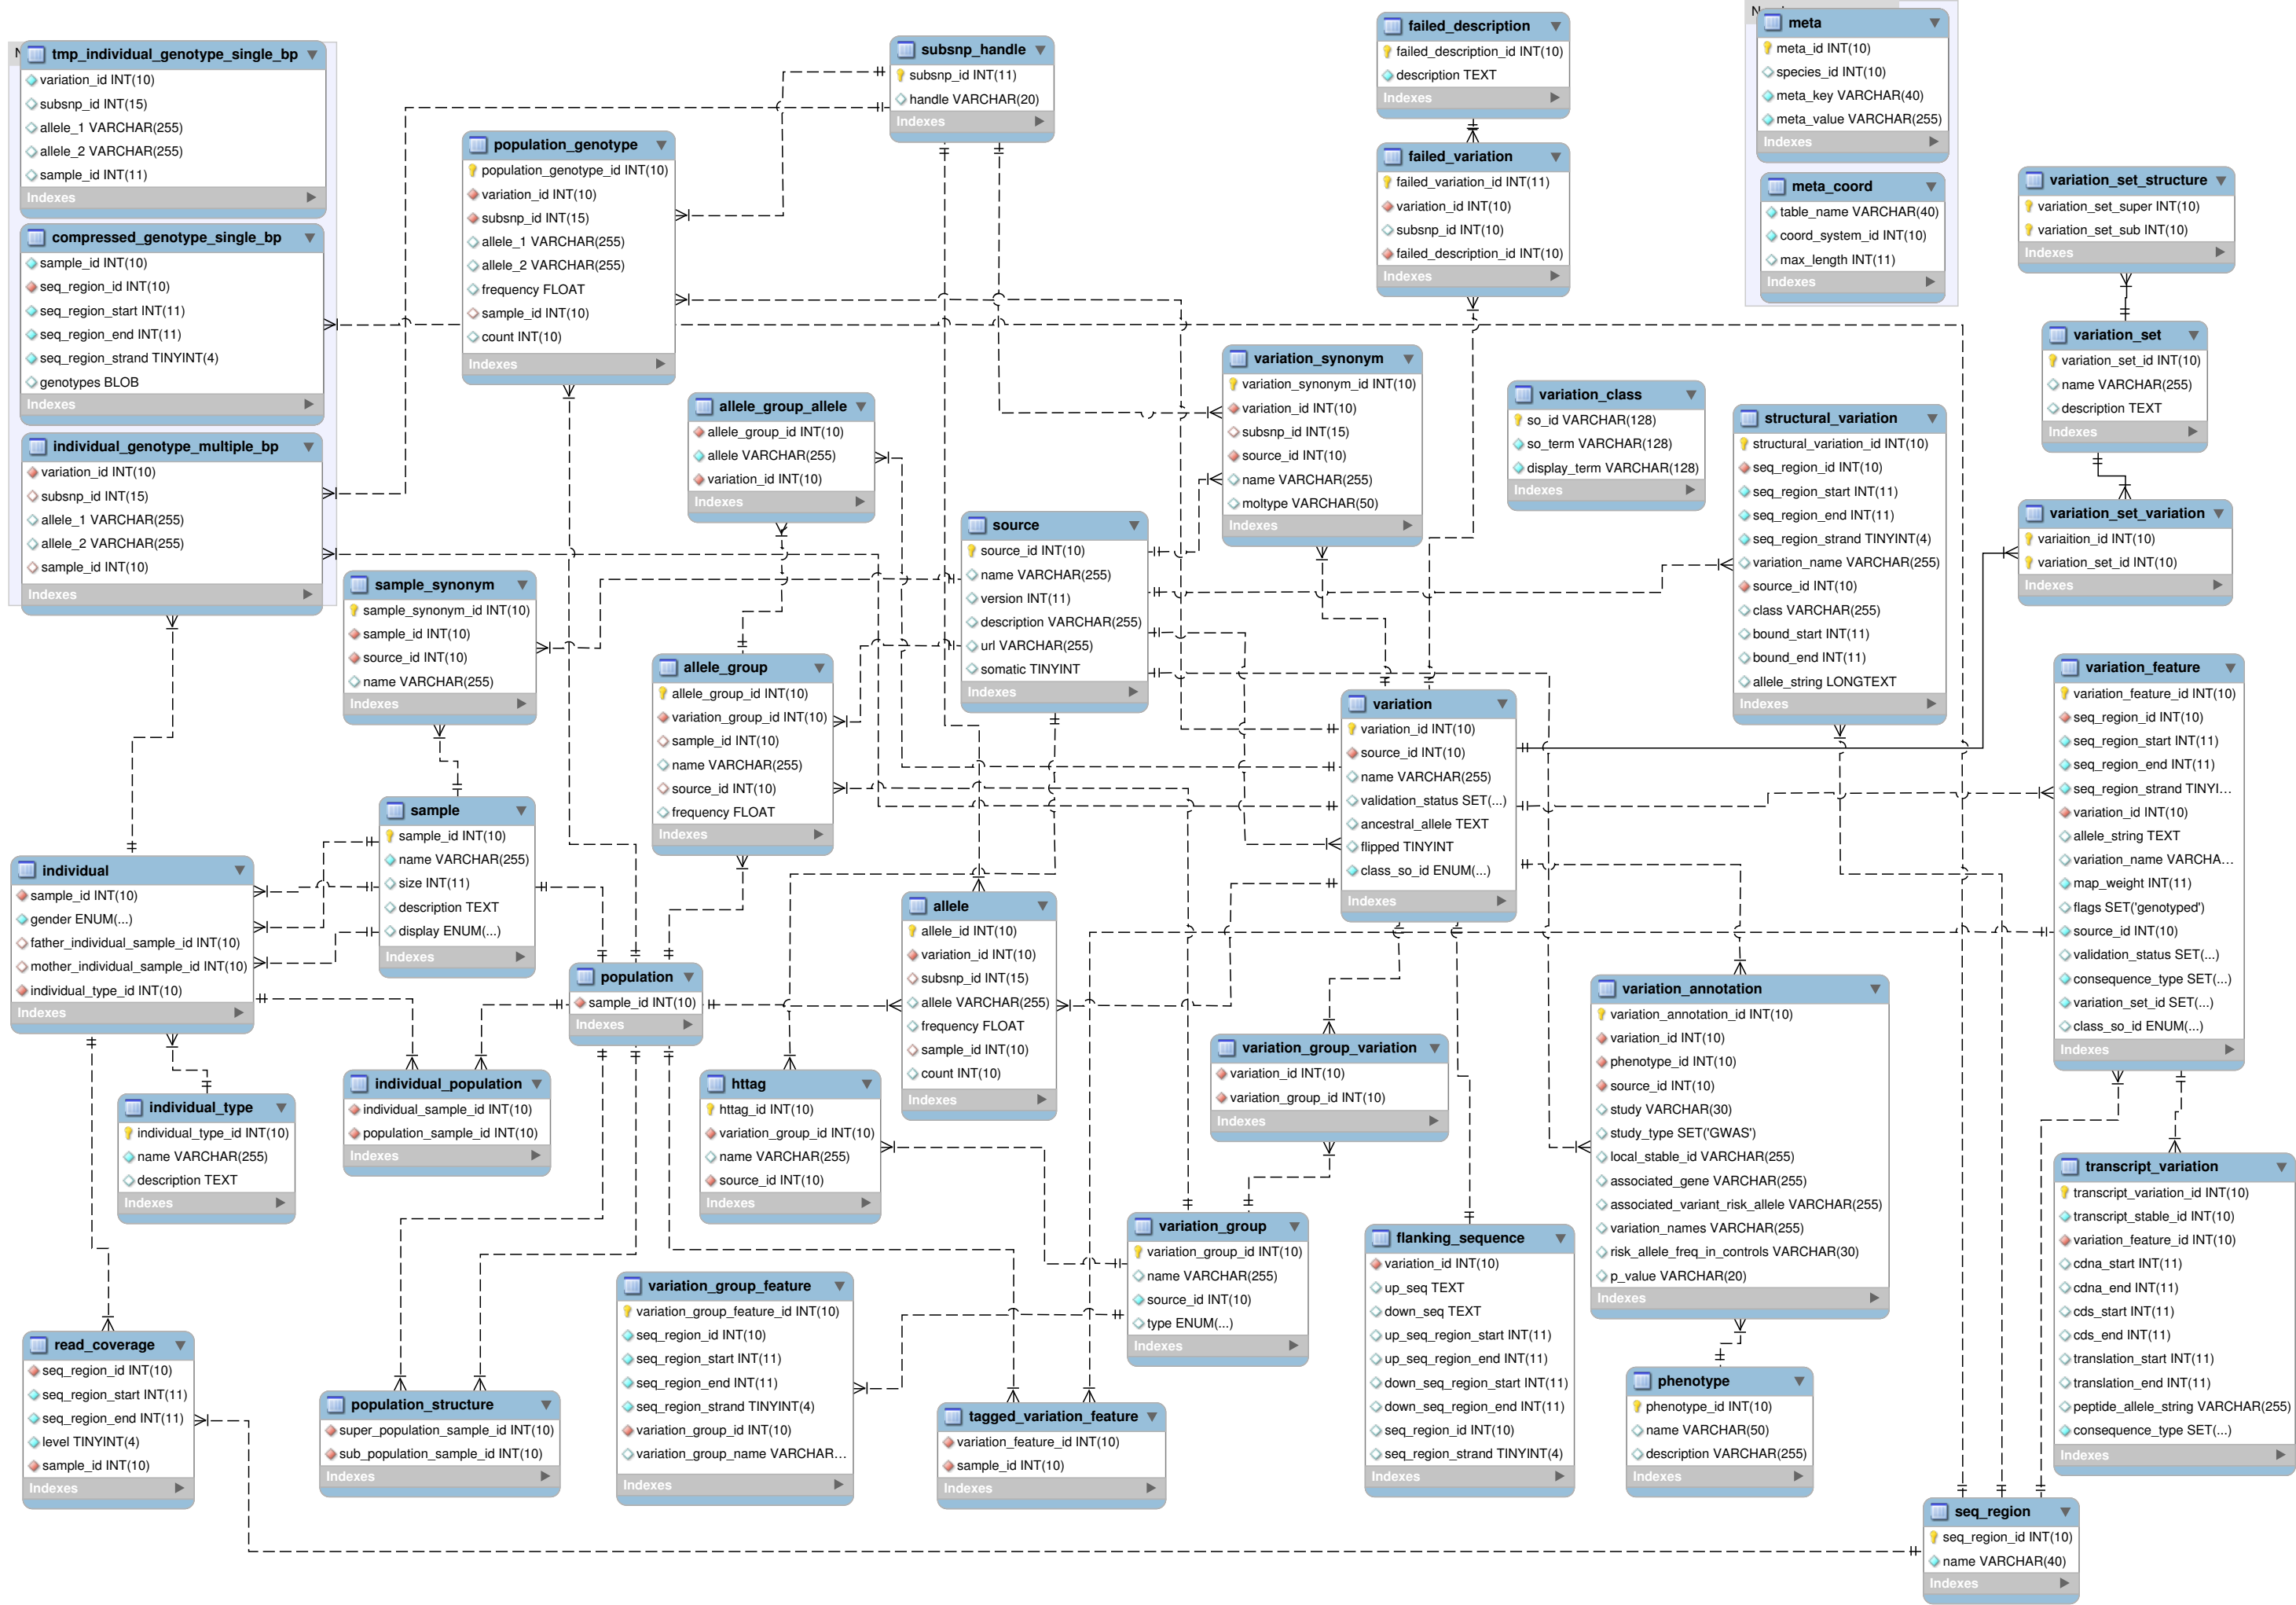 N
tmp_individual_genotype_single_bp
variation_id INT(10)
subsnp_id INT(15)
allele_1 VARCHAR(255)
allele_2 VARCHAR(255)
sample_id INT(11)
Indexes
compressed_genotype_single_bp
sample_id INT(10)
seq_region_id INT(10)
seq_region_start INT(11)
seq_region_end INT(11)
seq_region_strand TINYINT(4)
genotypes BLOB
Indexes
individual_genotype_multiple_bp
variation_id INT(10)
subsnp_id INT(15)
allele_1 VARCHAR(255)
allele_2 VARCHAR(255)
sample_id INT(10)
Indexes
population_genotype
population_genotype_id INT(10)
variation_id INT(10)
subsnp_id INT(15)
allele_1 VARCHAR(255)
allele_2 VARCHAR(255)
frequency FLOAT
sample_id INT(10)
count INT(10)
Indexes
subsnp_handle
subsnp_id INT(11)
handle VARCHAR(20)
Indexes
failed_description
failed_description_id INT(10)
description TEXT
Indexes
failed_variation
failed_variation_id INT(11)
variation_id INT(10)
subsnp_id INT(10)
failed_description_id INT(10)
Indexes
N
meta
meta_id INT(10)
species_id INT(10)
meta_key VARCHAR(40)
meta_value VARCHAR(255)
Indexes
meta_coord
table_name VARCHAR(40)
coord_system_id INT(10)
max_length INT(11)
Indexes
variation_set_structure
variation_set_super INT(10)
variation_set_sub INT(10)
Indexes
variation_set
variation_set_id INT(10)
name VARCHAR(255)
description TEXT
Indexes
variation_set_variation
varaition_id INT(10)
variation_set_id INT(10)
Indexes
allele_group_allele
allele_group_id INT(10)
allele VARCHAR(255)
variation_id INT(10)
Indexes
variation_synonym
variation_synonym_id INT(10)
variation_id INT(10)
subsnp_id INT(15)
source_id INT(10)
name VARCHAR(255)
moltype VARCHAR(50)
Indexes
variation_class
so_id VARCHAR(128)
so_term VARCHAR(128)
display_term VARCHAR(128)
Indexes
structural_variation
structural_variation_id INT(10)
seq_region_id INT(10)
seq_region_start INT(11)
seq_region_end INT(11)
seq_region_strand TINYINT(4)
variation_name VARCHAR(255)
source_id INT(10)
class VARCHAR(255)
bound_start INT(11)
bound_end INT(11)
allele_string LONGTEXT
Indexes
source
source_id INT(10)
name VARCHAR(255)
version INT(11)
description VARCHAR(255)
url VARCHAR(255)
somatic TINYINT
Indexes
sample_synonym
sample_synonym_id INT(10)
sample_id INT(10)
source_id INT(10)
name VARCHAR(255)
Indexes
allele_group
allele_group_id INT(10)
variation_group_id INT(10)
sample_id INT(10)
name VARCHAR(255)
source_id INT(10)
frequency FLOAT
Indexes
variation
variation_id INT(10)
source_id INT(10)
name VARCHAR(255)
validation_status SET(...)
ancestral_allele TEXT
flipped TINYINT
class_so_id ENUM(...)
Indexes
variation_feature
variation_feature_id INT(10)
seq_region_id INT(10)
seq_region_start INT(11)
seq_region_end INT(11)
seq_region_strand TINYI...
variation_id INT(10)
allele_string TEXT
variation_name VARCHA...
map_weight INT(11)
flags SET('genotyped')
source_id INT(10)
validation_status SET(...)
consequence_type SET(...)
variation_set_id SET(...)
class_so_id ENUM(...)
Indexes
sample
sample_id INT(10)
name VARCHAR(255)
size INT(11)
description TEXT
display ENUM(...)
Indexes
individual
sample_id INT(10)
gender ENUM(...)
father_individual_sample_id INT(10)
mother_individual_sample_id INT(10)
individual_type_id INT(10)
Indexes
population
sample_id INT(10)
Indexes
allele
allele_id INT(10)
variation_id INT(10)
subsnp_id INT(15)
allele VARCHAR(255)
frequency FLOAT
sample_id INT(10)
count INT(10)
Indexes
individual_type
individual_type_id INT(10)
name VARCHAR(255)
description TEXT
Indexes
individual_population
individual_sample_id INT(10)
population_sample_id INT(10)
Indexes
httag
httag_id INT(10)
variation_group_id INT(10)
name VARCHAR(255)
source_id INT(10)
Indexes
variation_group_variation
variation_id INT(10)
variation_group_id INT(10)
Indexes
variation_annotation
variation_annotation_id INT(10)
variation_id INT(10)
phenotype_id INT(10)
source_id INT(10)
study VARCHAR(30)
study_type SET('GWAS')
local_stable_id VARCHAR(255)
associated_gene VARCHAR(255)
associated_variant_risk_allele VARCHAR(255)
variation_names VARCHAR(255)
risk_allele_freq_in_controls VARCHAR(30)
p_value VARCHAR(20)
Indexes
transcript_variation
transcript_variation_id INT(10)
transcript_stable_id INT(10)
variation_feature_id INT(10)
cdna_start INT(11)
cdna_end INT(11)
cds_start INT(11)
cds_end INT(11)
translation_start INT(11)
translation_end INT(11)
peptide_allele_string VARCHAR(255)
consequence_type SET(...)
Indexes
variation_group
variation_group_id INT(10)
name VARCHAR(255)
source_id INT(10)
type ENUM(...)
Indexes
flanking_sequence
variation_id INT(10)
up_seq TEXT
down_seq TEXT
up_seq_region_start INT(11)
up_seq_region_end INT(11)
down_seq_region_start INT(11)
down_seq_region_end INT(11)
seq_region_id INT(10)
seq_region_strand TINYINT(4)
Indexes
variation_group_feature
variation_group_feature_id INT(10)
seq_region_id INT(10)
seq_region_start INT(11)
seq_region_end INT(11)
seq_region_strand TINYINT(4)
variation_group_id INT(10)
variation_group_name VARCHAR...
Indexes
read_coverage
seq_region_id INT(10)
seq_region_start INT(11)
seq_region_end INT(11)
level TINYINT(4)
sample_id INT(10)
Indexes
population_structure
super_population_sample_id INT(10)
sub_population_sample_id INT(10)
Indexes
tagged_variation_feature
variation_feature_id INT(10)
sample_id INT(10)
Indexes
phenotype
phenotype_id INT(10)
name VARCHAR(50)
description VARCHAR(255)
Indexes
seq_region
seq_region_id INT(10)
name VARCHAR(40)
Indexes